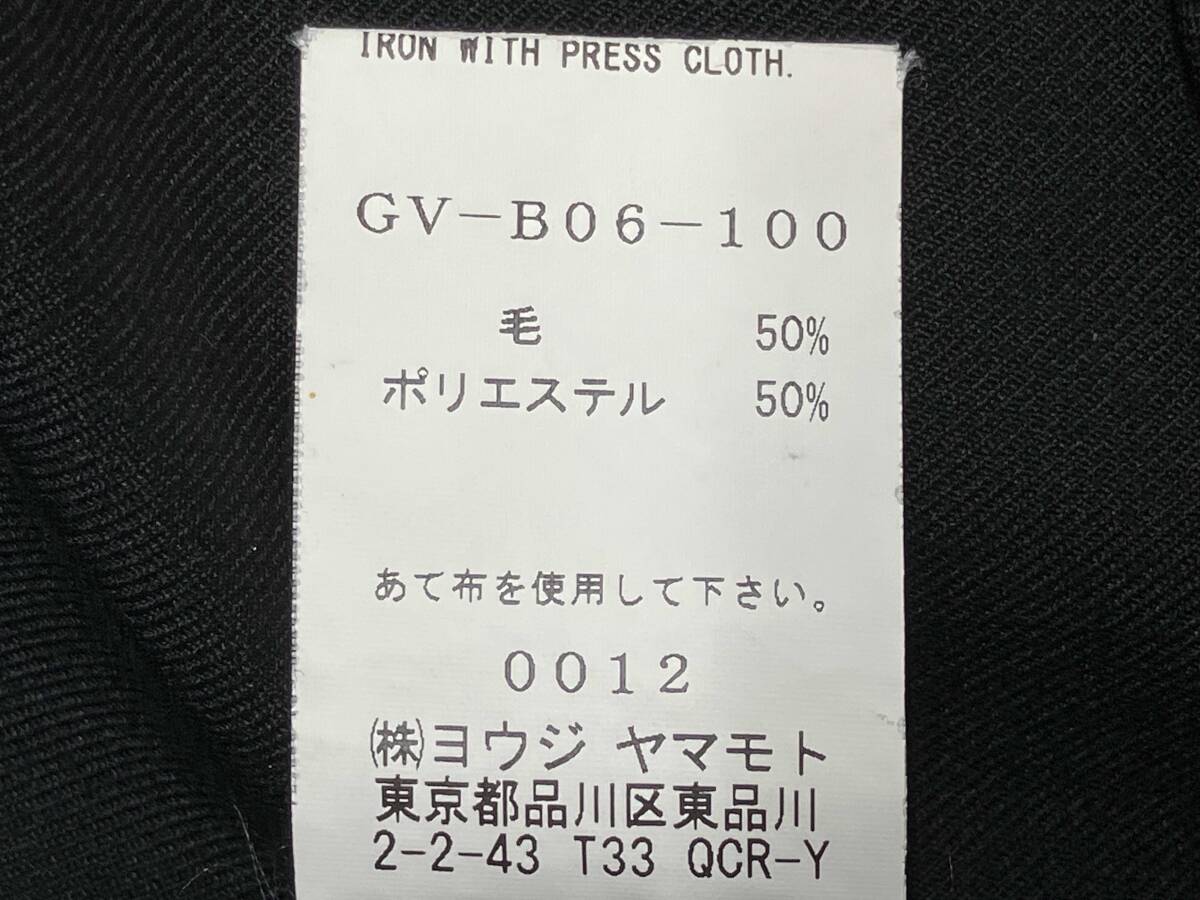 IRON WITH PRESS CLOTH.
GV-B06-100
毛 50%
ポリエステル 50%
あて布を使用して下さい。
0012
㈱ヨウジ ヤマモト
東京都品川区東品川
2-2-43 T33 QCR-Y